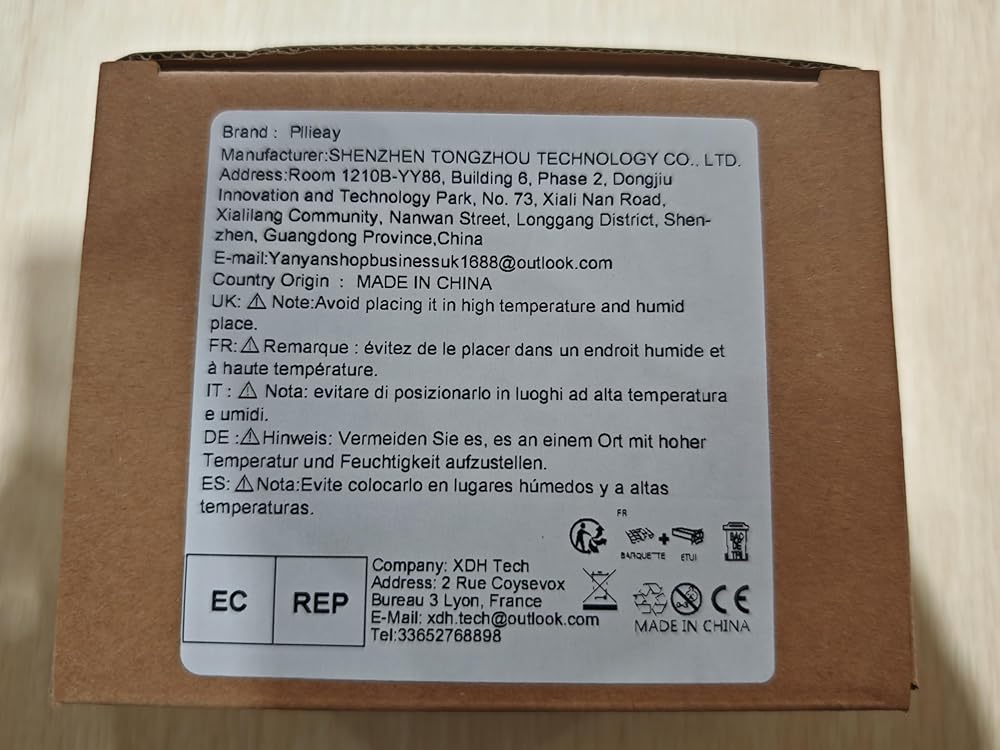 Brand : Pllieay
Manufacturer:SHENZHEN TONGZHOU TECHNOLOGY CO., LTD.
Address:Room 1210B-YY86, Building 6, Phase 2, Dongjiu
Innovation and Technology Park, No. 73, Xiali Nan Road,
Xialilang Community, Nanwan Street, Longgang District, Shen-
zhen, Guangdong Province,China
E-mail:Yanyanshopbusinessuk1688@outlook.com
Country Origin : MADE IN CHINA
UK: ⚠ Note:Avoid placing it in high temperature and humid
place.
FR:⚠ Remarque : évitez de le placer dans un endroit humide et
à haute température.
IT : ⚠ Nota: evitare di posizionarlo in luoghi ad alta temperatura
e umidi.
DE :⚠Hinweis: Vermeiden Sie es, es an einem Ort mit hoher
Temperatur und Feuchtigkeit aufzustellen.
ES: ⚠Nota:Evite colocarlo en lugares húmedos y a altas
temperaturas.
FR
BARQUETTE + ETUI
BAC DE TRI
EC REP
Company: XDH Tech
Address: 2 Rue Coysevox
Bureau 3 Lyon, France
E-Mail: xdh.tech@outlook.com
Tel:33652768898
CE
MADE IN CHINA